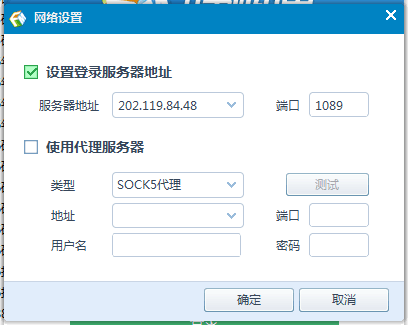 网络设置
设置登录服务器地址
服务器地址 202.119.84.48 端口 1089
使用代理服务器
类型 SOCK5代理 测试
地址 端口
用户名 密码
确定 取消